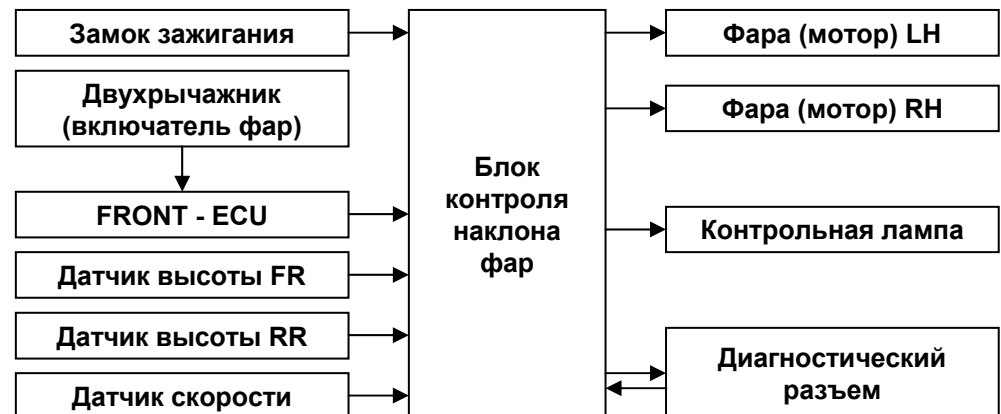 Замок зажигания
Двухрычажник
(включатель фар)
FRONT - ECU
Датчик высоты FR
Датчик высоты RR
Датчик скорости
Блок
контроля
наклона
фар
Фара (мотор) LH
Фара (мотор) RH
Контрольная лампа
Диагностический
разъем